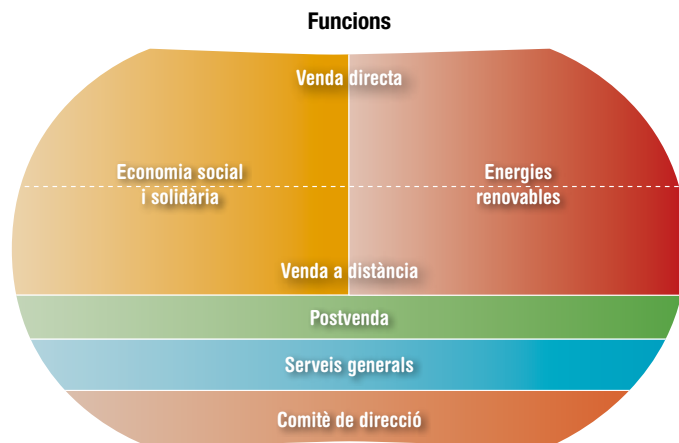 Funcions
Venda directa
Economia social
i solidària
Energies
renovables
Venda a distància
Postvenda
Serveis generals
Comitè de direcció